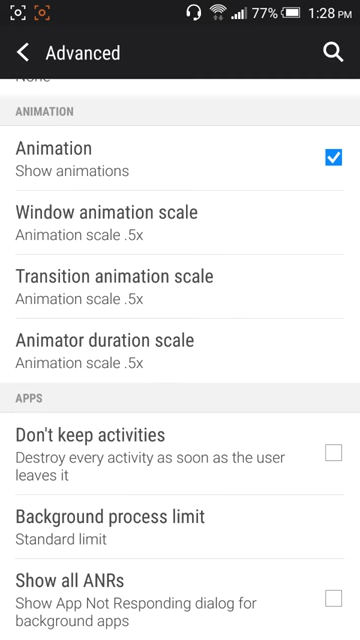 77% 1:28 PM
Advanced
None
ANIMATION
Animation
Show animations
Window animation scale
Animation scale .5x
Transition animation scale
Animation scale .5x
Animator duration scale
Animation scale .5x
APPS
Don't keep activities
Destroy every activity as soon as the user
leaves it
Background process limit
Standard limit
Show all ANRs
Show App Not Responding dialog for
background apps